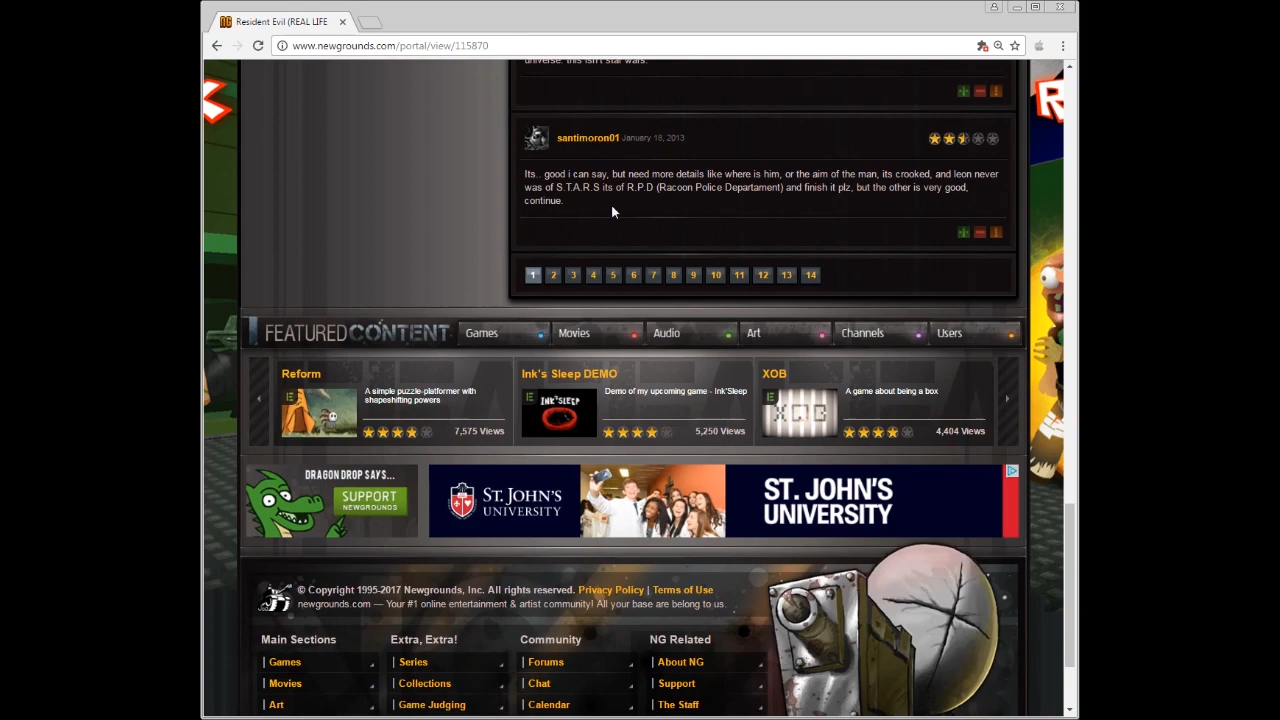 Resident Evil (REAL LIFE
www.newgrounds.com/portal/view/115870
universe. this isn't star wars.
santimoron01 January 18, 2013
Its.. good i can say, but need more details like where is him, or the aim of the man, its crooked, and leon never
was of S.T.A.R.S its of R.P.D (Racoon Police Departament) and finish it plz, but the other is very good,
continue.
1 2 3 4 5 6 7 8 9 10 11 12 13 14
FEATURED CONTENT Games Movies Audio Art Channels Users
Reform
A simple puzzle-platformer with
shapeshifting powers
7,575 Views
Ink's Sleep DEMO
INK'SLEEP
Demo of my upcoming game - Ink'Sleep
5,250 Views
XOB
XOB
A game about being a box
4,404 Views
DRAGON DROP SAYS...
SUPPORT
NEWGROUNDS
ST. JOHN'S
UNIVERSITY
ST. JOHN'S
UNIVERSITY
© Copyright 1995-2017 Newgrounds, Inc. All rights reserved. Privacy Policy | Terms of Use
newgrounds.com — Your #1 online entertainment & artist community! All your base are belong to us.
Main Sections Extra, Extra! Community NG Related
Games Series Forums About NG
Movies Collections Chat Support
Art Game Judging Calendar The Staff